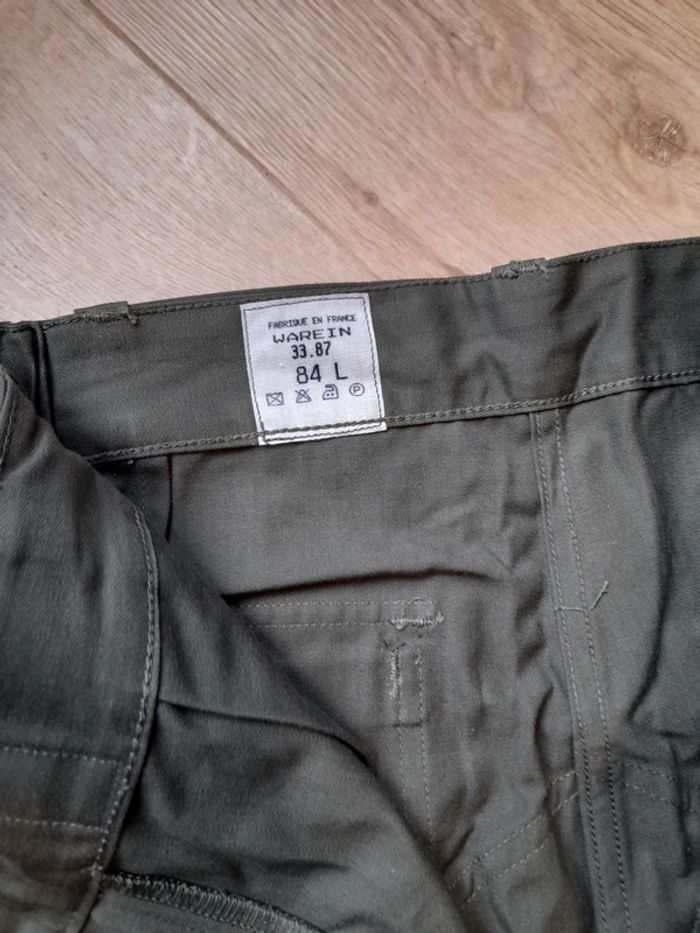 FABRIQUE EN FRANCE
WAREIN
33.87
84 L
P